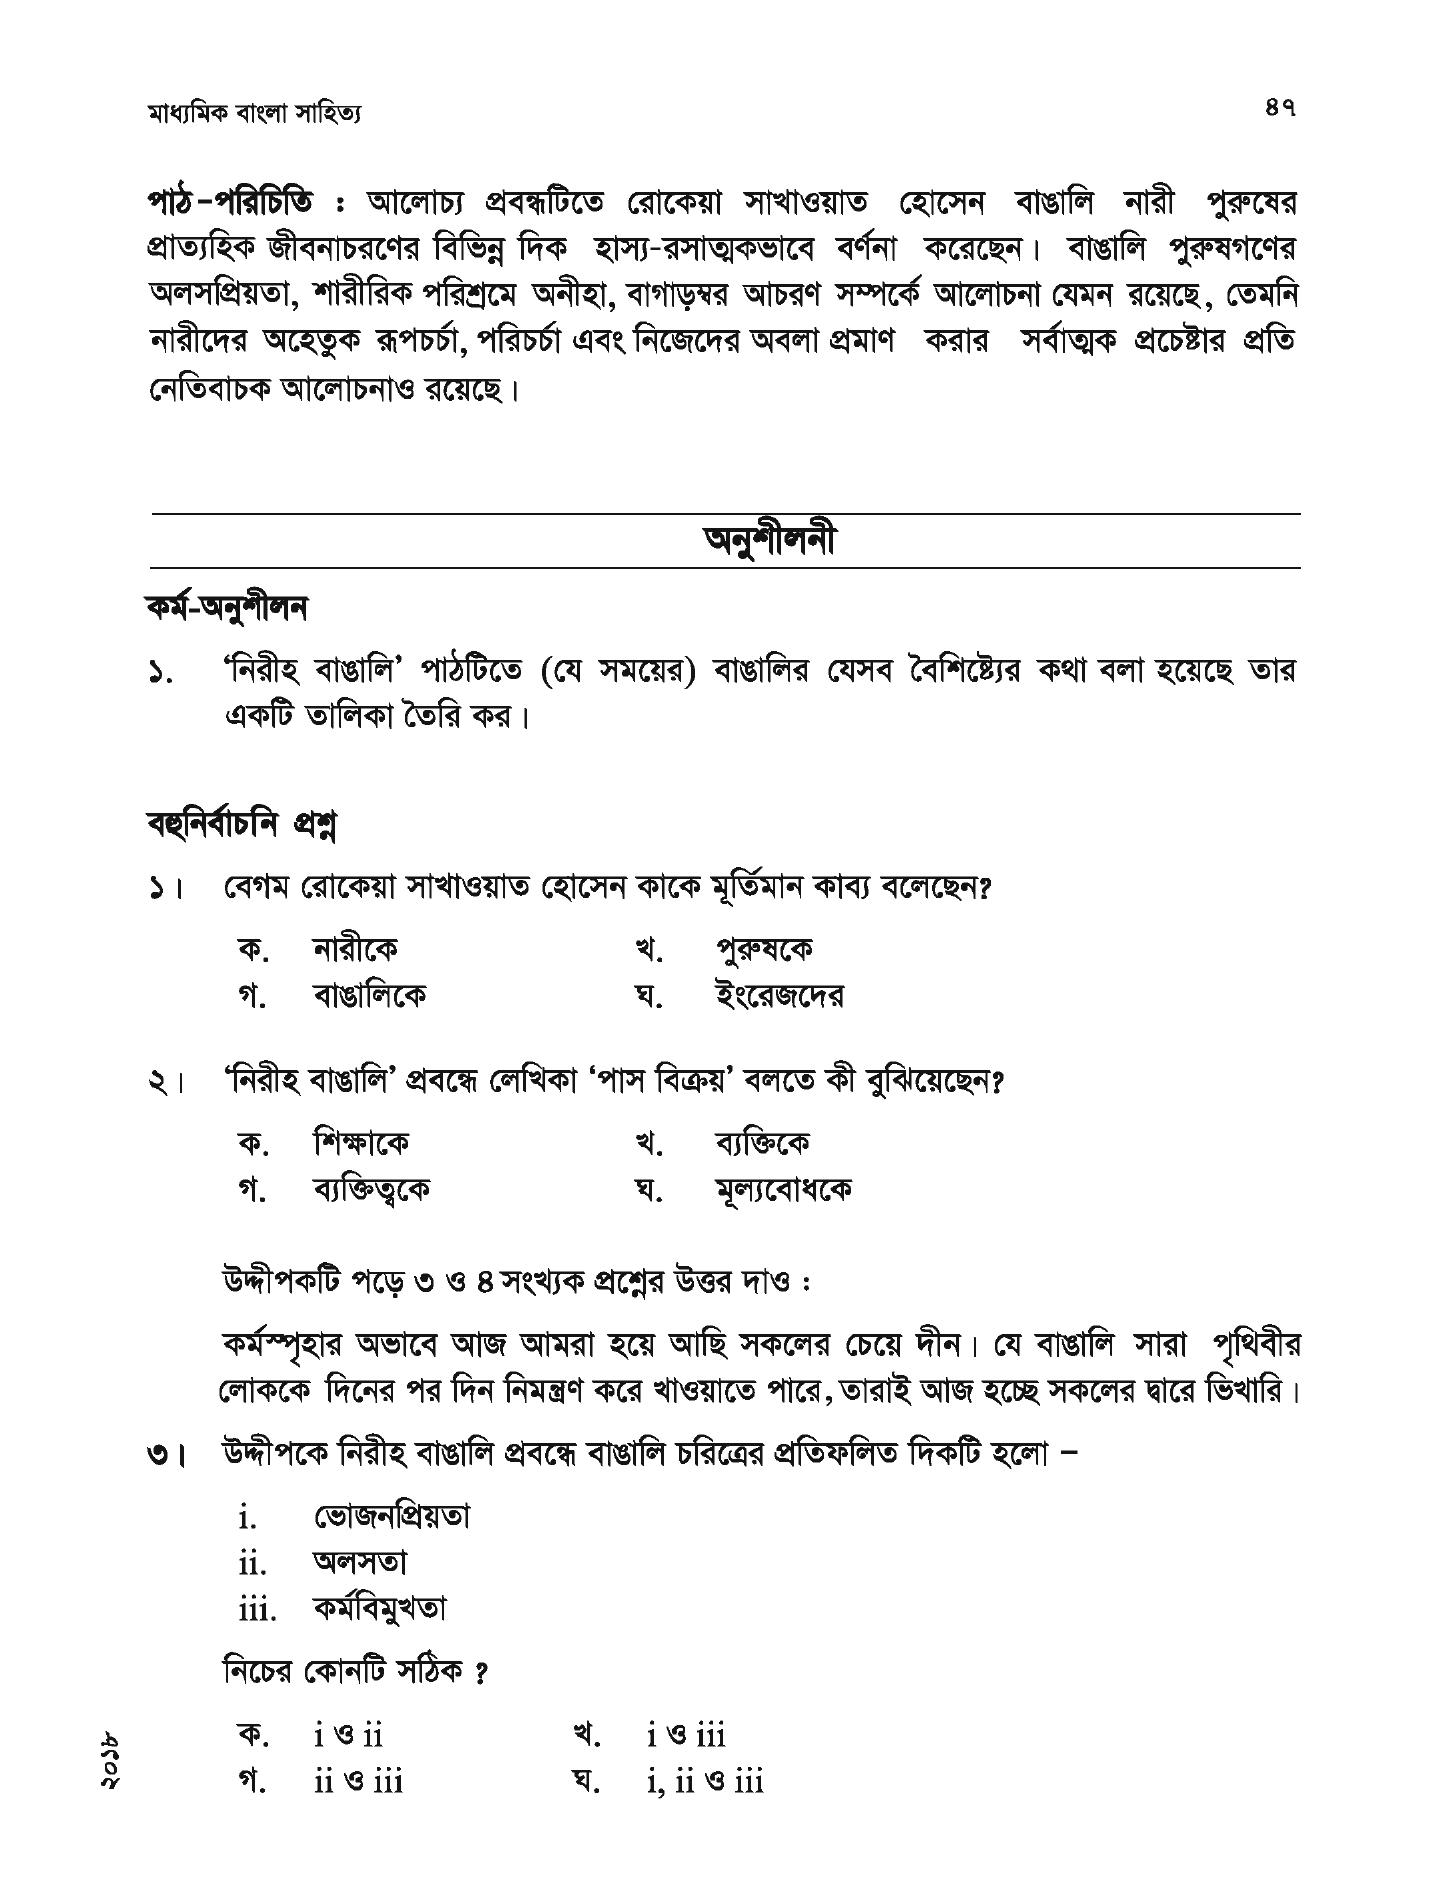 মাধ্যমিক বাংলা সাহিত্য ৪৭
পাঠ-পরিচিতি : আলোচ্য প্রবন্ধটিতে রোকেয়া সাখাওয়াত হোসেন বাঙালি নারী পুরুষের
প্রাত্যহিক জীবনাচরণের বিভিন্ন দিক হাস্য-রসাত্মকভাবে বর্ণনা করেছেন। বাঙালি পুরুষগণের
অলসপ্রিয়তা, শারীরিক পরিশ্রমে অনীহা, বাগাড়ম্বর আচরণ সম্পর্কে আলোচনা যেমন রয়েছে, তেমনি
নারীদের অহেতুক রূপচর্চা, পরিচর্চা এবং নিজেদের অবলা প্রমাণ করার সর্বাত্মক প্রচেষ্টার প্রতি
নেতিবাচক আলোচনাও রয়েছে।
অনুশীলনী
কর্ম-অনুশীলন
১. ‘নিরীহ বাঙালি’ পাঠটিতে (যে সময়ের) বাঙালির যেসব বৈশিষ্ট্যের কথা বলা হয়েছে তার
একটি তালিকা তৈরি কর।
বহুনির্বাচনি প্রশ্ন
১। বেগম রোকেয়া সাখাওয়াত হোসেন কাকে মূর্তিমান কাব্য বলেছেন?
ক. নারীকে খ. পুরুষকে
গ. বাঙালিকে ঘ. ইংরেজদের
২। ‘নিরীহ বাঙালি’ প্রবন্ধে লেখিকা ‘পাস বিক্রয়’ বলতে কী বুঝিয়েছেন?
ক. শিক্ষাকে খ. ব্যক্তিকে
গ. ব্যক্তিত্বকে ঘ. মূল্যবোধকে
উদ্দীপকটি পড়ে ৩ ও ৪ সংখ্যক প্রশ্নের উত্তর দাও :
কর্মস্পৃহার অভাবে আজ আমরা হয়ে আছি সকলের চেয়ে দীন। যে বাঙালি সারা পৃথিবীর
লোককে দিনের পর দিন নিমন্ত্রণ করে খাওয়াতে পারে, তারাই আজ হচ্ছে সকলের দ্বারে ভিখারি।
৩। উদ্দীপকে নিরীহ বাঙালি প্রবন্ধে বাঙালি চরিত্রের প্রতিফলিত দিকটি হলো –
i. ভোজনপ্রিয়তা
ii. অলসতা
iii. কর্মবিমুখতা
নিচের কোনটি সঠিক ?
ক. i ও ii খ. i ও iii
গ. ii ও iii ঘ. i, ii ও iii
২০১৮